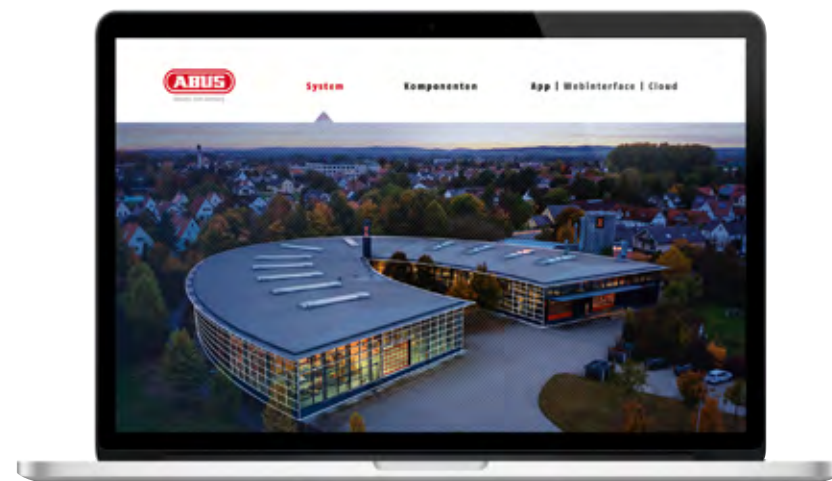 ABUS
System
Komponenten
App | Webinterface | Cloud